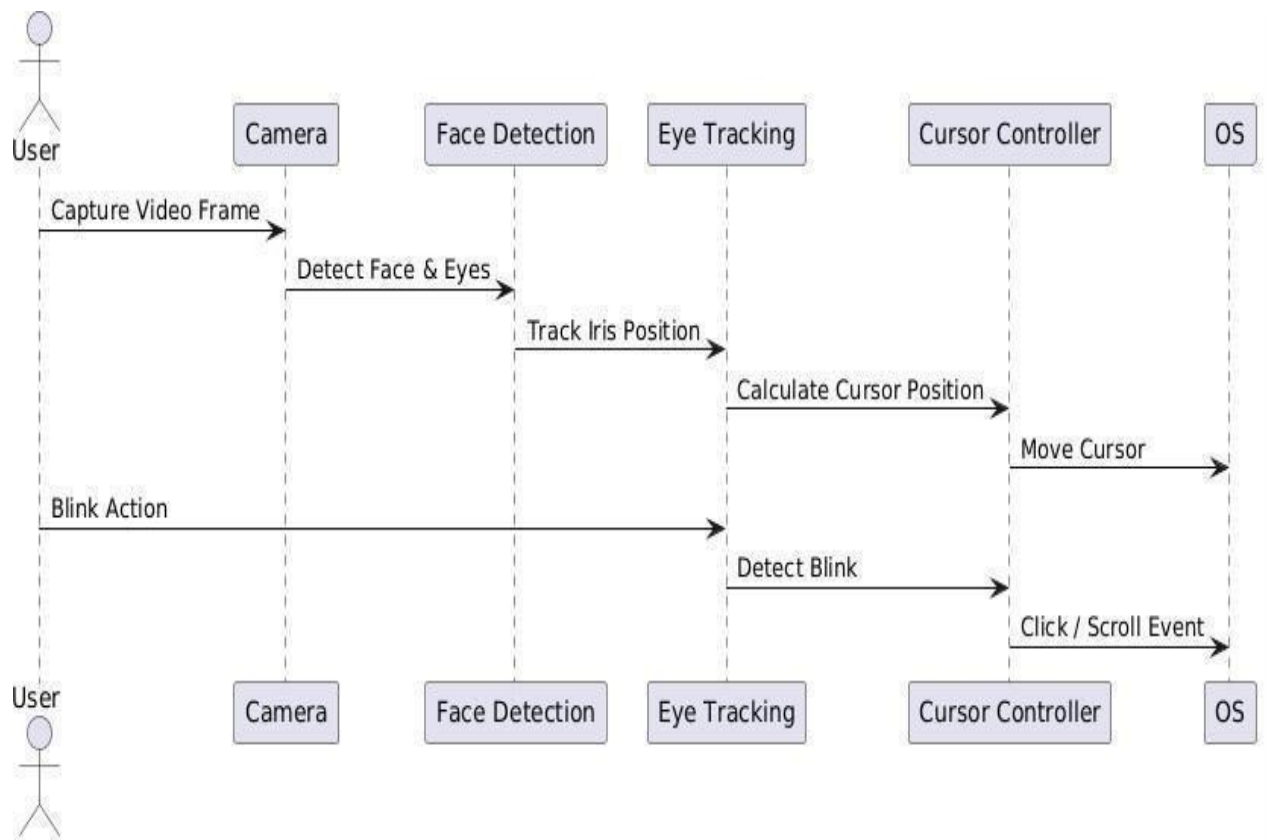 User
Camera
Face Detection
Eye Tracking
Cursor Controller
OS
Capture Video Frame
Detect Face & Eyes
Track Iris Position
Calculate Cursor Position
Move Cursor
Blink Action
Detect Blink
Click / Scroll Event
User
Camera
Face Detection
Eye Tracking
Cursor Controller
OS